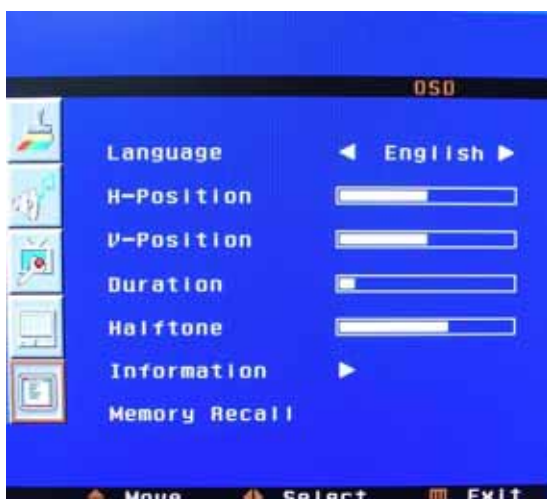 OSD
Language English
H-Position
V-Position
Duration
Halftone
Information
Memory Recall
Move Select Exit